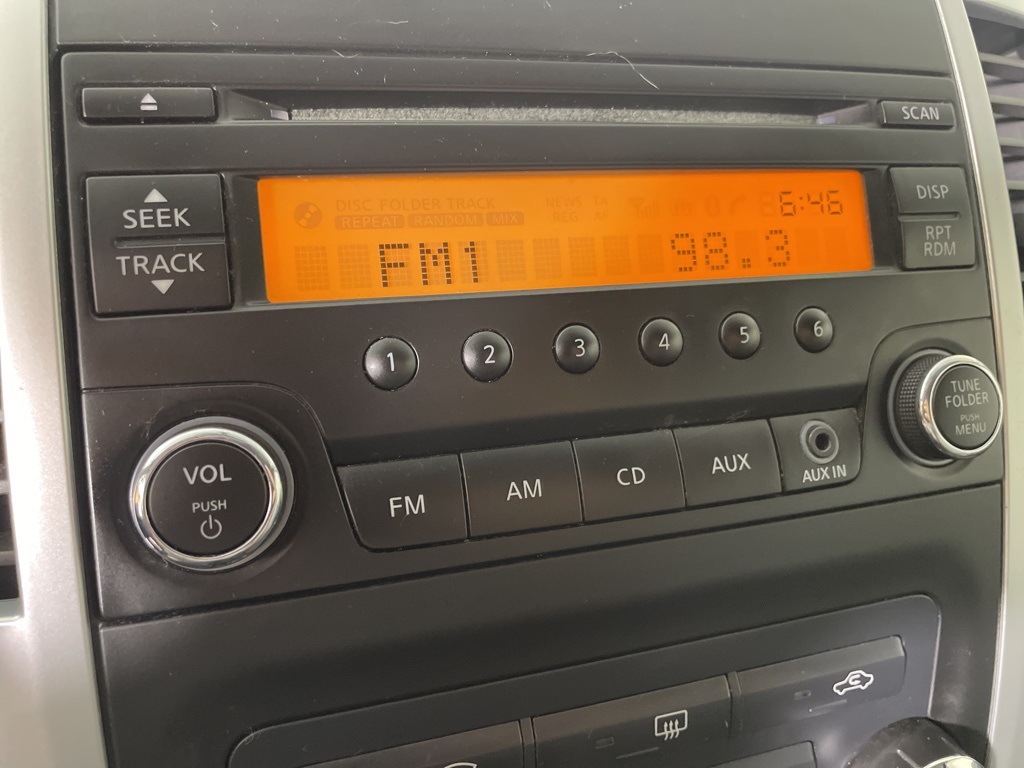 SCAN
SEEK
TRACK
DISC FOLDER TRACK
REPEAT RANDOM MIX
NEWS TA
REG AF
6:46
FM1 98.3
DISP
RPT
RDM
1 2 3 4 5 6
VOL
PUSH
FM AM CD AUX AUX IN
TUNE
FOLDER
PUSH
MENU